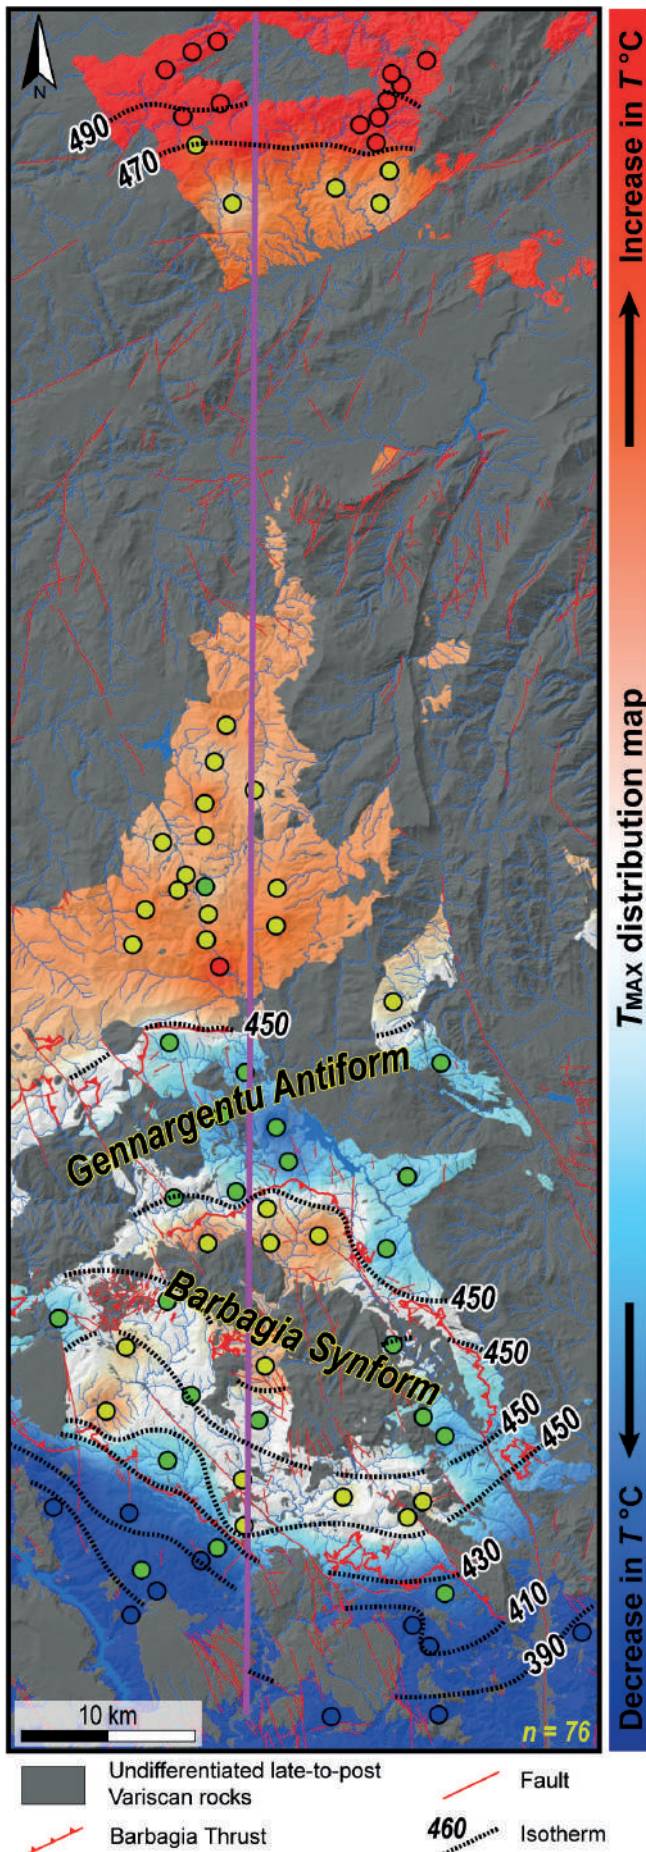 N
490
470
450
Gennargentu Antiform
450
Barbagia Synform
450
450
450
430
410
390
10 km
n = 76
Increase in T °C
TMAX distribution map
Decrease in T °C
Undifferentiated late-to-post
Variscan rocks
Fault
Barbagia Thrust
460
Isotherm